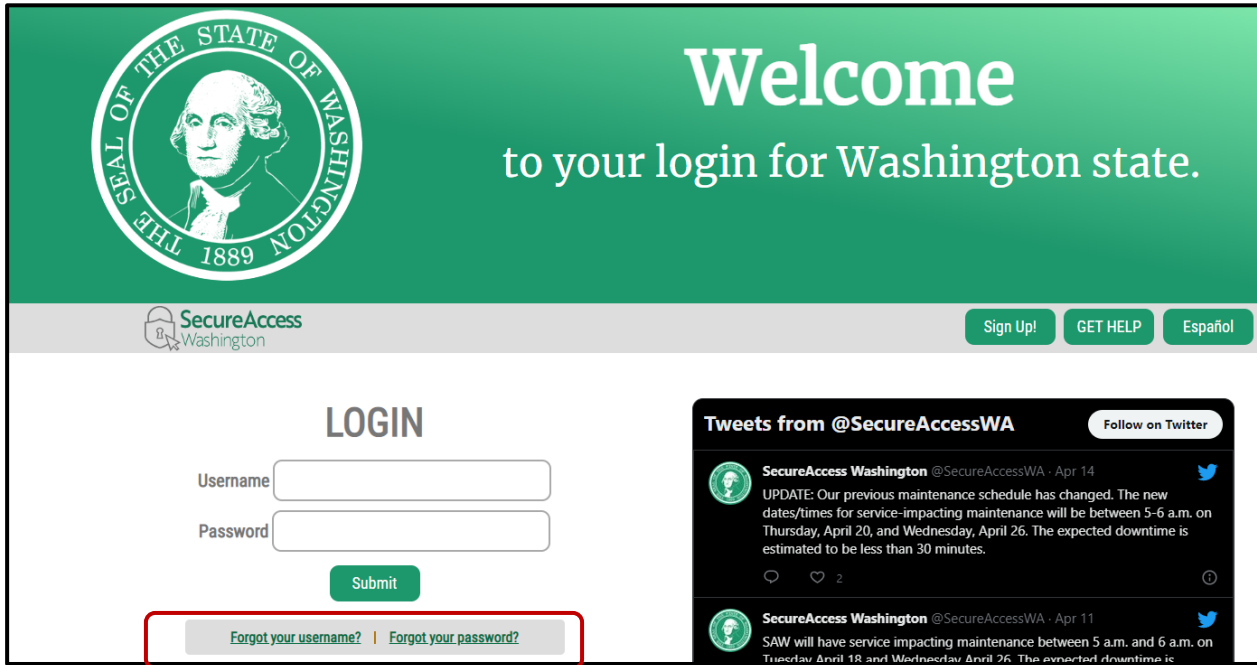 THE SEAL OF THE STATE OF WASHINGTON
1889
Welcome
to your login for Washington state.
SecureAccess
Washington
Sign Up!
GET HELP
Español
LOGIN
Username
Password
Submit
Forgot your username? | Forgot your password?
Tweets from @SecureAccessWA
Follow on Twitter
SecureAccess Washington @SecureAccessWA · Apr 14
UPDATE: Our previous maintenance schedule has changed. The new
dates/times for service-impacting maintenance will be between 5-6 a.m. on
Thursday, April 20, and Wednesday, April 26. The expected downtime is
estimated to be less than 30 minutes.
2
SecureAccess Washington @SecureAccessWA · Apr 11
SAW will have service impacting maintenance between 5 a.m. and 6 a.m. on
Tuesday April 18 and Wednesday April 26. The expected downtime is